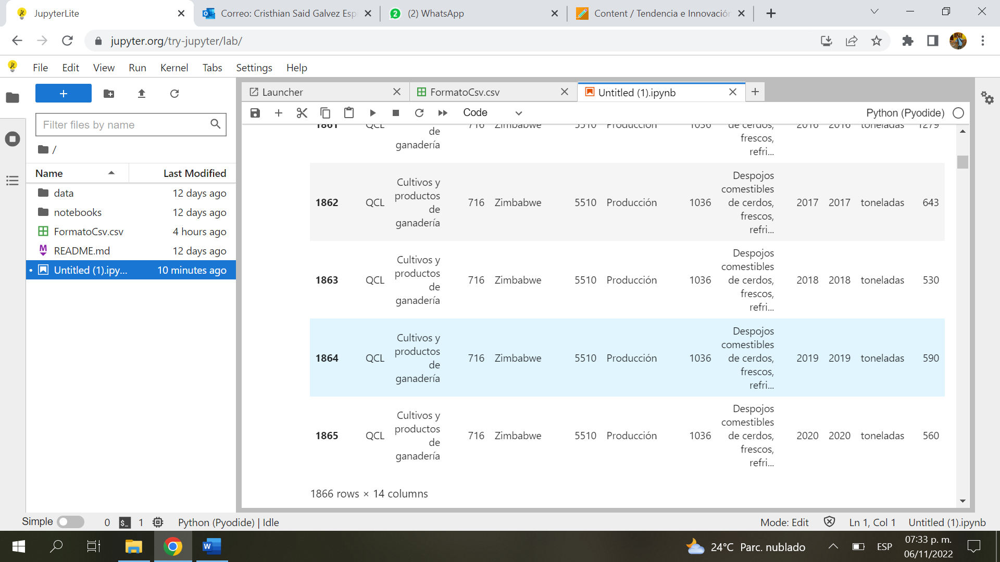 JupyterLite
Correo: Cristhian Said Galvez Esp
(2) WhatsApp
Content / Tendencia e Innovación
jupyter.org/try-jupyter/lab/
File Edit View Run Kernel Tabs Settings Help
Filter files by name
/
Name Last Modified
data 12 days ago
notebooks 12 days ago
FormatoCsv.csv 4 hours ago
README.md 12 days ago
Untitled (1).ipy... 10 minutes ago
Launcher
FormatoCsv.csv
Untitled (1).ipynb
Code
Python (Pyodide)
1861 QCL de ganadería 716 Zimbabwe 5510 Producción 1036 de cerdos, frescos, refri... 2016 2016 toneladas 1279
1862 QCL Cultivos y productos de ganadería 716 Zimbabwe 5510 Producción 1036 Despojos comestibles de cerdos, frescos, refri... 2017 2017 toneladas 643
1863 QCL Cultivos y productos de ganadería 716 Zimbabwe 5510 Producción 1036 Despojos comestibles de cerdos, frescos, refri... 2018 2018 toneladas 530
1864 QCL Cultivos y productos de ganadería 716 Zimbabwe 5510 Producción 1036 Despojos comestibles de cerdos, frescos, refri... 2019 2019 toneladas 590
1865 QCL Cultivos y productos de ganadería 716 Zimbabwe 5510 Producción 1036 Despojos comestibles de cerdos, frescos, refri... 2020 2020 toneladas 560
1866 rows × 14 columns
Simple 0 $_ 1 Python (Pyodide) | Idle
Mode: Edit Ln 1, Col 1 Untitled (1).ipynb
24°C Parc. nublado
ESP
07:33 p. m.
06/11/2022